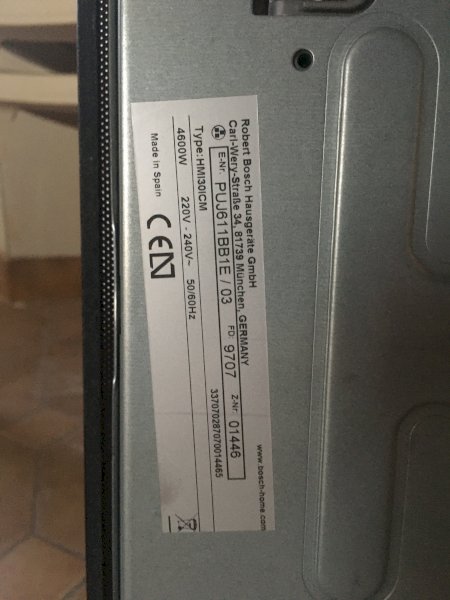 Robert Bosch Hausgeräte GmbH
Carl-Wery-Straße 34, 81739 München, GERMANY
www.bosch-home.com
E-Nr. PUJ611BB1E / 03 FD: 9707 Z-Nr. 01446
Type:HMI30ICM
337070287070014465
4600W 220V - 240V~ 50/60Hz
Made in Spain
CE